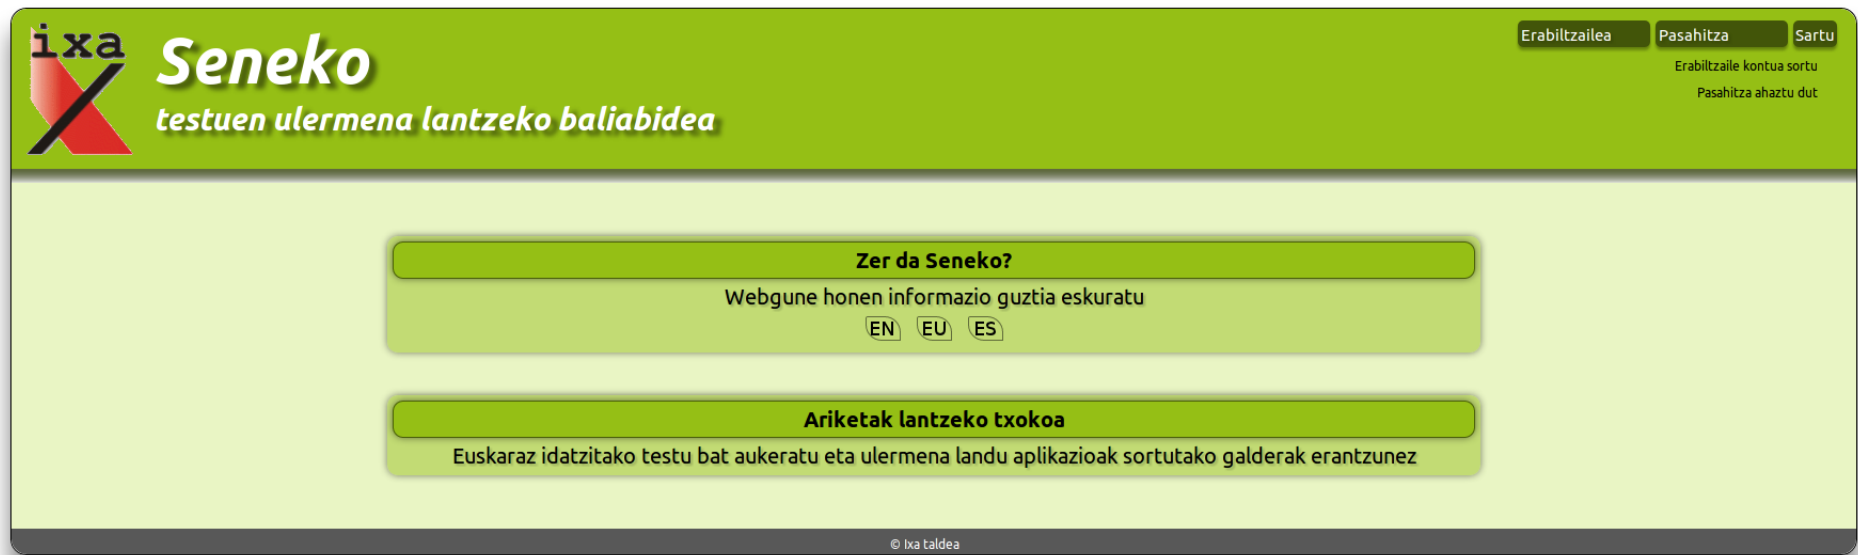 ixa
Seneko
testuen ulermena lantzeko baliabidea
Erabiltzailea Pasahitza Sartu
Erabiltzaile kontua sortu
Pasahitza ahaztu dut
Zer da Seneko?
Webgune honen informazio guztia eskuratu
EN EU ES
Ariketak lantzeko txokoa
Euskaraz idatzitako testu bat aukeratu eta ulermena landu aplikazioak sortutako galderak erantzunez
© Ixa taldea